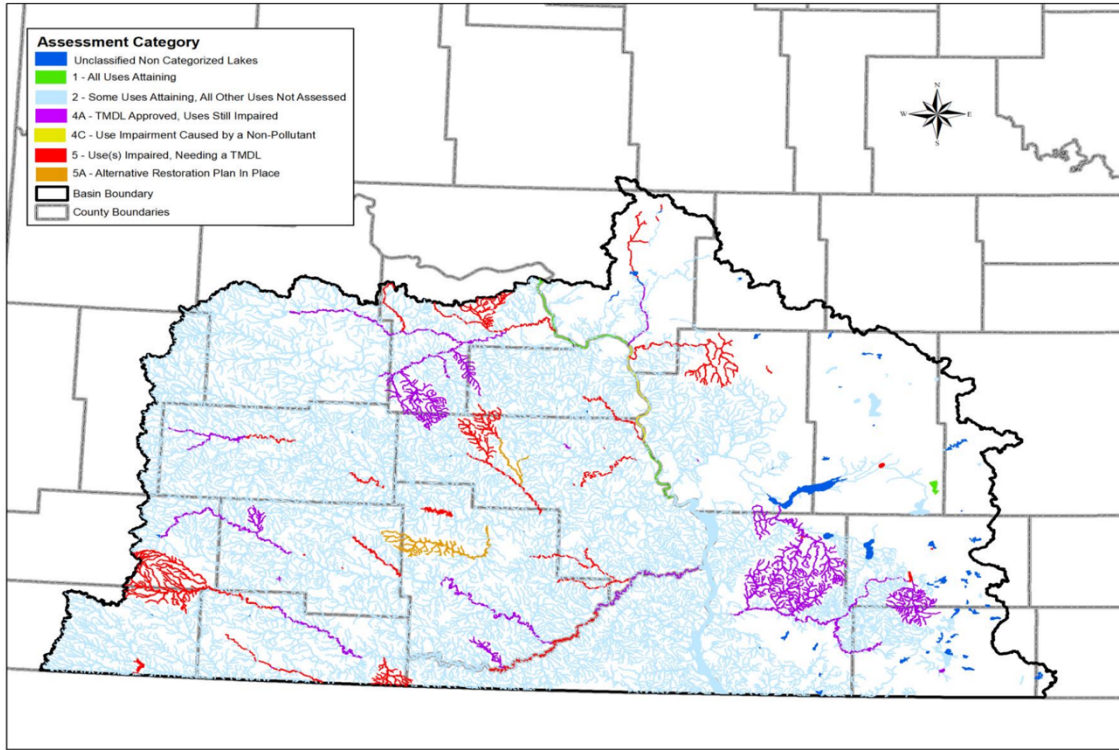 Assessment Category
Unclassified Non Categorized Lakes
1 - All Uses Attaining
2 - Some Uses Attaining, All Other Uses Not Assessed
4A - TMDL Approved, Uses Still Impaired
4C - Use Impairment Caused by a Non-Pollutant
5 - Use(s) Impaired, Needing a TMDL
5A - Alternative Restoration Plan In Place
Basin Boundary
County Boundaries
N
W E
S